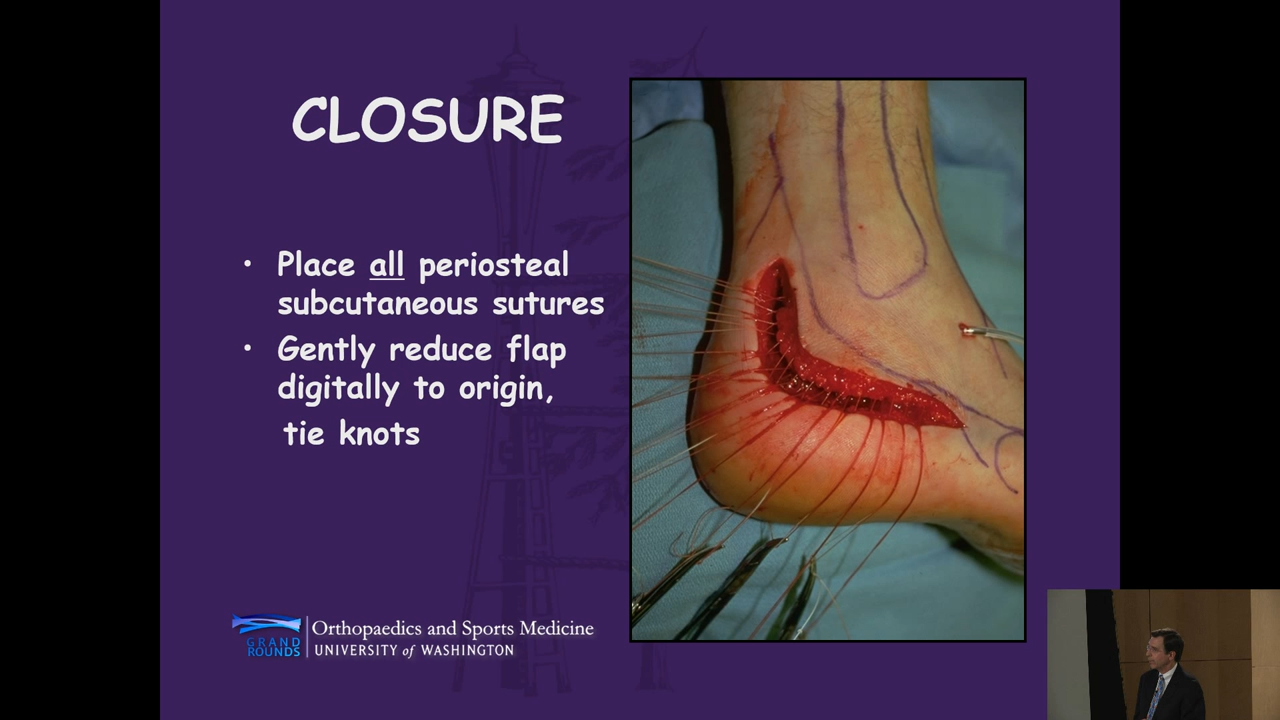 CLOSURE
• Place all periosteal
subcutaneous sutures
• Gently reduce flap
digitally to origin,
tie knots
GRAND
ROUNDS
Orthopaedics and Sports Medicine
UNIVERSITY of WASHINGTON